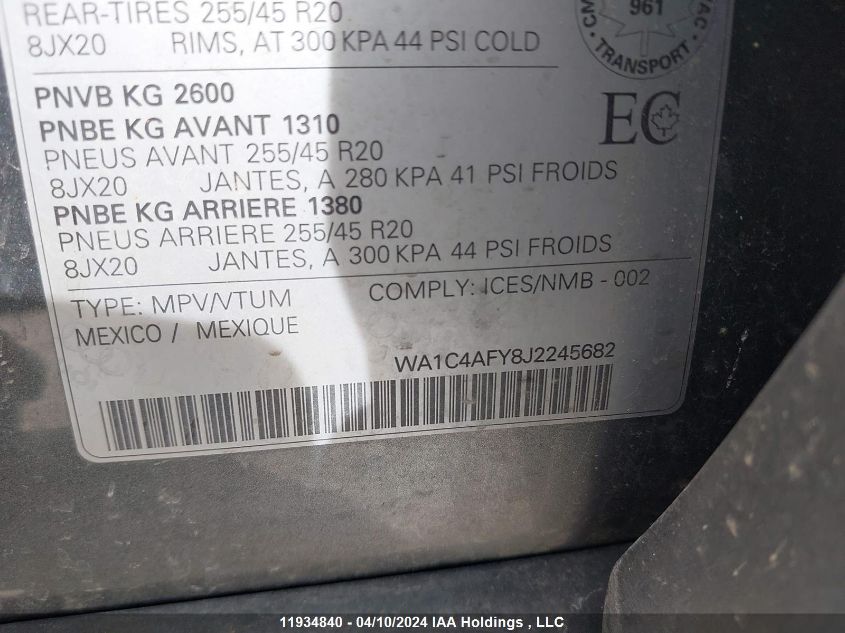 REAR-TIRES 255/45 R20
8JX20 RIMS, AT 300 KPA 44 PSI COLD
961
TRANSPORT
PNVB KG 2600
EC
PNBE KG AVANT 1310
PNEUS AVANT 255/45 R20
8JX20 JANTES, A 280 KPA 41 PSI FROIDS
PNBE KG ARRIERE 1380
PNEUS ARRIERE 255/45 R20
8JX20 JANTES, A 300 KPA 44 PSI FROIDS
TYPE: MPV/VTUM COMPLY: ICES/NMB - 002
MEXICO / MEXIQUE
WA1C4AFY8J2245682
11934840 - 04/10/2024 IAA Holdings , LLC